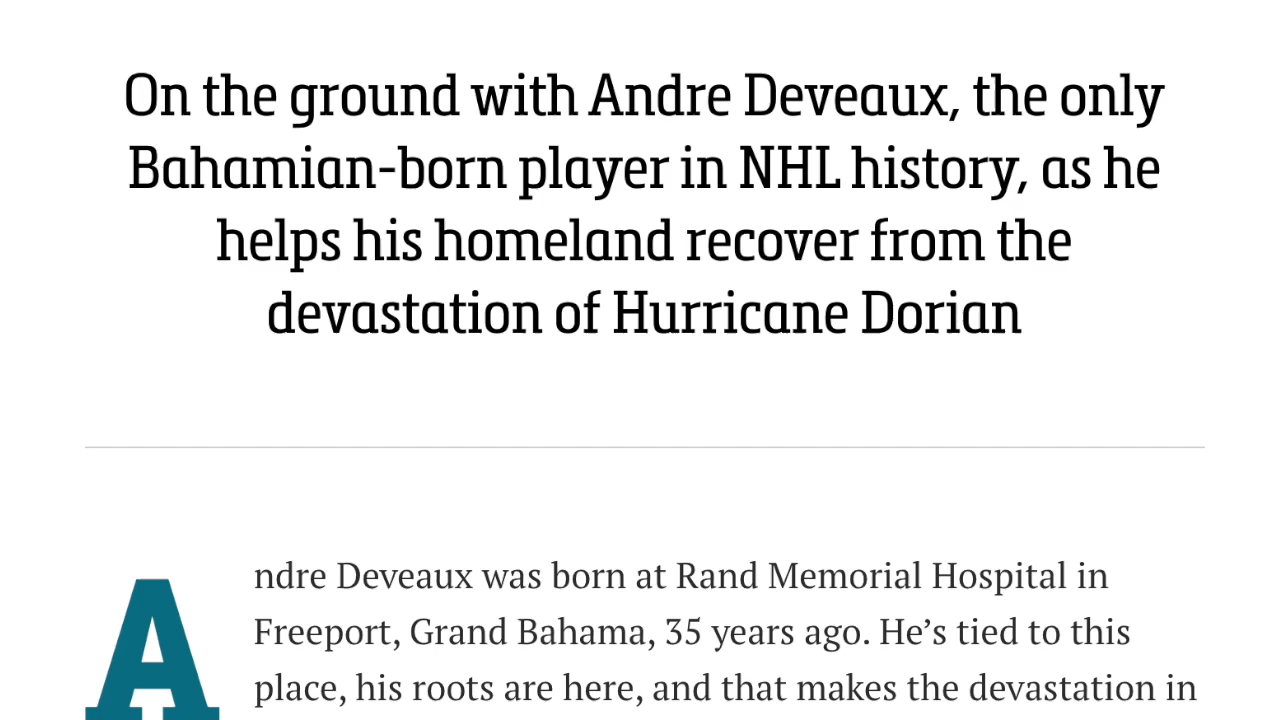 On the ground with Andre Deveaux, the only
Bahamian-born player in NHL history, as he
helps his homeland recover from the
devastation of Hurricane Dorian
Andre Deveaux was born at Rand Memorial Hospital in
Freeport, Grand Bahama, 35 years ago. He’s tied to this
place, his roots are here, and that makes the devastation in